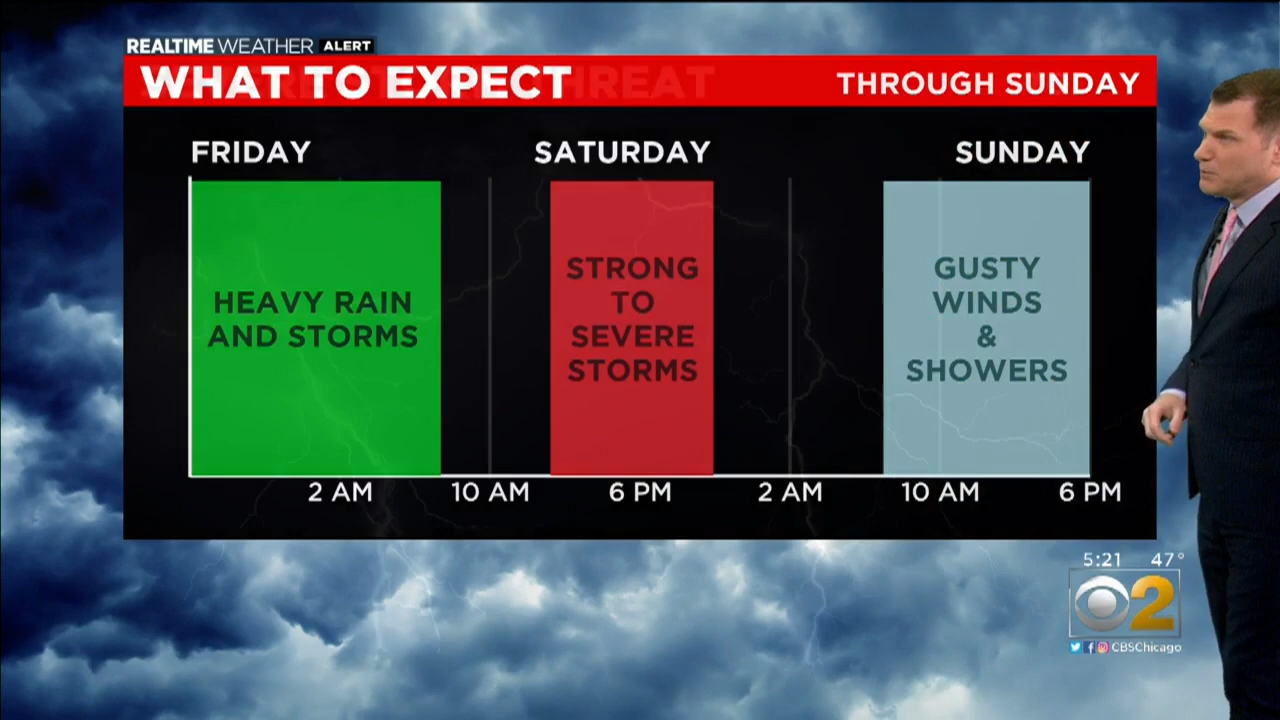 REALTIME WEATHER ALERT
WHAT TO EXPECT
THREAT
THROUGH SUNDAY
FRIDAY
SATURDAY
SUNDAY
HEAVY RAIN
AND STORMS
STRONG
TO
SEVERE
STORMS
GUSTY
WINDS
&
SHOWERS
2 AM
10 AM
6 PM
2 AM
10 AM
6 PM
5:21 47°
2
CBSChicago